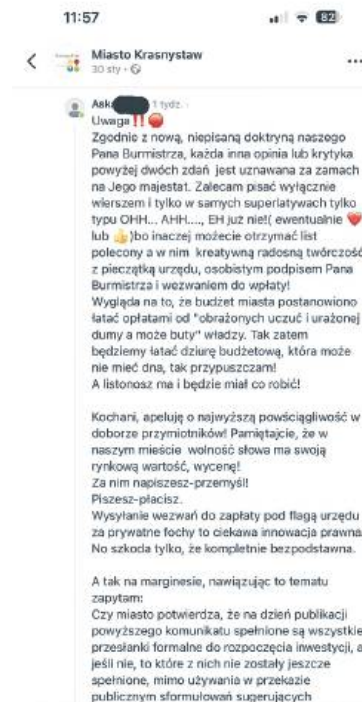 11:57
82
Miasto Krasnystaw
30 sty ·
...
Aska 1 tydz. ·
Uwaga‼️🔴
Zgodnie z nową, niepisaną doktryną naszego
Pana Burmistrza, każda inna opinia lub krytyka
powyżej dwóch zdań jest uznawana za zamach
na Jego majestat. Zalecam pisać wyłącznie
wierszem i tylko w samych superlatywach tylko
typu OHH... AHH...., EH już nie!( ewentualnie ❤️
lub 👍)bo inaczej możecie otrzymać list
polecony a w nim kreatywną radosną twórczość
z pieczątką urzędu, osobistym podpisem Pana
Burmistrza i wezwaniem do wpłaty!
Wygląda na to, że budżet miasta postanowiono
łatać opłatami od "obrażonych uczuć i urażonej
dumy a może buty" władzy. Tak zatem
będziemy łatać dziurę budżetową, która może
nie mieć dna, tak przypuszczam!
A listonosz ma i będzie miał co robić!
Kochani, apeluję o najwyższą powściągliwość w
doborze przymiotników! Pamiętajcie, że w
naszym mieście wolność słowa ma swoją
rynkową wartość, wycenę!
Za nim napiszesz-przemyśl!
Piszesz-płacisz.
Wysyłanie wezwań do zapłaty pod flagą urzędu
za prywatne fochy to ciekawa innowacja prawna
No szkoda tylko, że kompletnie bezpodstawna.
A tak na marginesie, nawiązując to tematu
zapytam:
Czy miasto potwierdza, że na dzień publikacji
powyższego komunikatu spełnione są wszystkie
przesłanki formalne do rozpoczęcia inwestycji, a
jeśli nie, to które z nich nie zostały jeszcze
spełnione, mimo używania w przekazie
publicznym sformułowań sugerujących